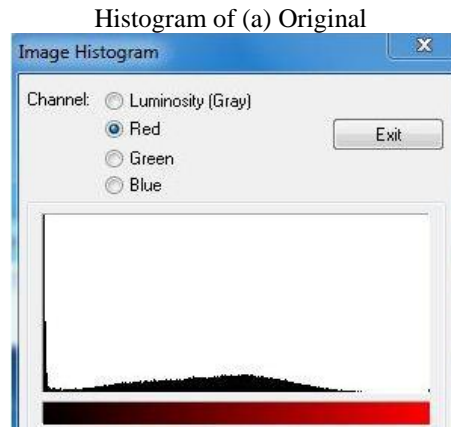 Histogram of (a) Original
Image Histogram
X
Channel: Luminosity (Gray)
Red
Exit
Green
Blue